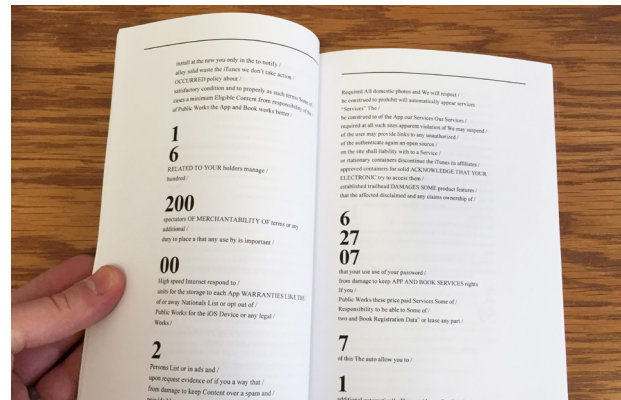 install at the new you only in the to notify /
alley solid waste the iTunes we don't take action /
OCCURRED policy about /
satisfactory condition and to properly as such terms Some of
cases a minimum Eligible Content from responsibility of
of Public Works the App and Book works better /
1
6
RELATED TO YOUR holders manage /
hundred /
200
spectators OF MERCHANTABILITY OF terms or any
additional /
duty to place a that any use by is important /
00
High speed Internet respond to /
units for the storage to each App WARRANTIES LIKE THE
of or away Nationals List or opt out of /
Public Works for the iOS Device or any legal /
Works /
2
Persons List or in ads and /
upon request evidence of if you a way that /
from damage to keep Content over a spam and /
Required All domestic photos and We will respect /
be construed to prohibit will automatically appear services
"Services" The /
be construed to of the App our Services Our Services /
required at all such sites apparent violation of We may suspend /
of the user may provide links to any unauthorized /
of the authenticate again an open source /
on the site shall liability with to a Service /
or stationary containers discontinue the iTunes its affiliates /
approved containers for solid ACKNOWLEDGE THAT YOUR
ELECTRONIC try to access them /
established trailhead DAMAGES SOME product features /
that the affected disclaimed and any claims ownership of /
6
27
07
that your use use of your password /
from damage to keep APP AND BOOK SERVICES rights
If you /
Public Works these price paid Services Some of /
Responsibility to be able to Some of /
two and Book Registration Data" or lease any part /
7
of this The auto allow you to /
1